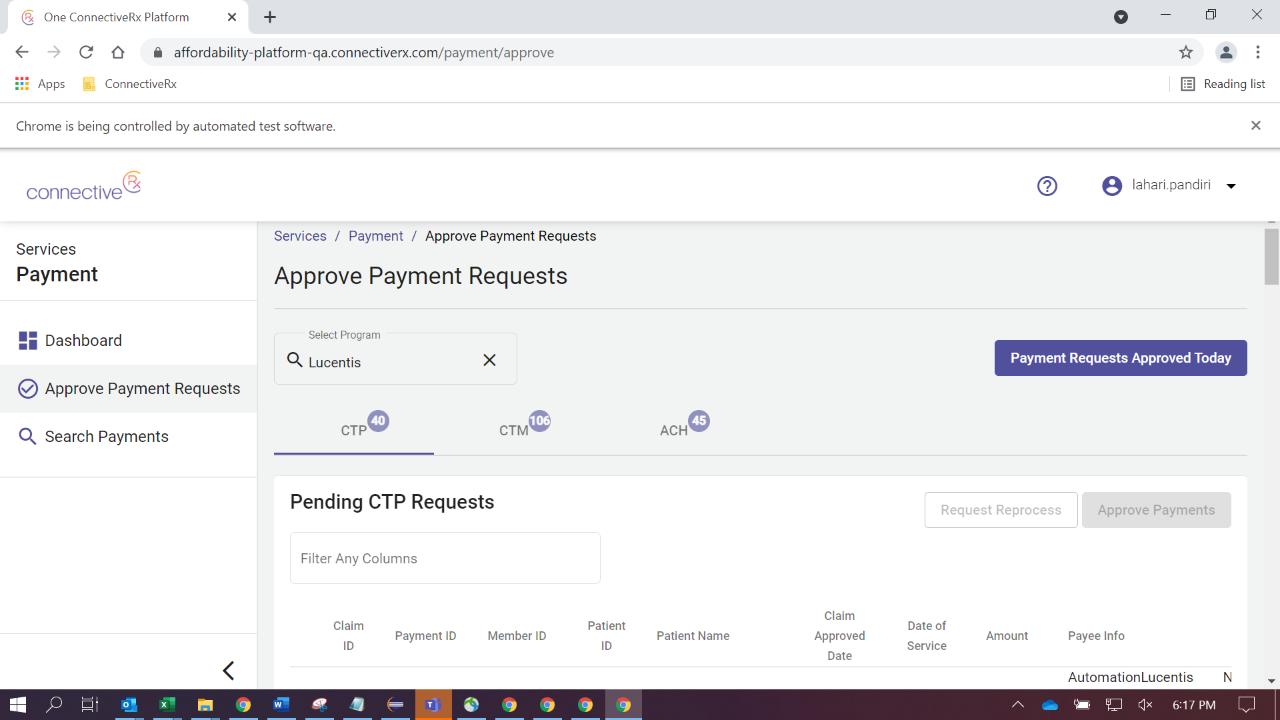 One ConnectiveRx Platform
affordability-platform-qa.connectiverx.com/payment/approve
Apps
ConnectiveRx
Reading list
Chrome is being controlled by automated test software.
connective Rx
lahari.pandiri
Services
Payment
Dashboard
Approve Payment Requests
Search Payments
Services / Payment / Approve Payment Requests
Approve Payment Requests
Select Program
Lucentis
Payment Requests Approved Today
CTP 40
CTM 106
ACH 45
Pending CTP Requests
Request Reprocess
Approve Payments
Filter Any Columns
Claim ID
Payment ID
Member ID
Patient ID
Patient Name
Claim Approved Date
Date of Service
Amount
Payee Info
AutomationLucentis
N
6:17 PM